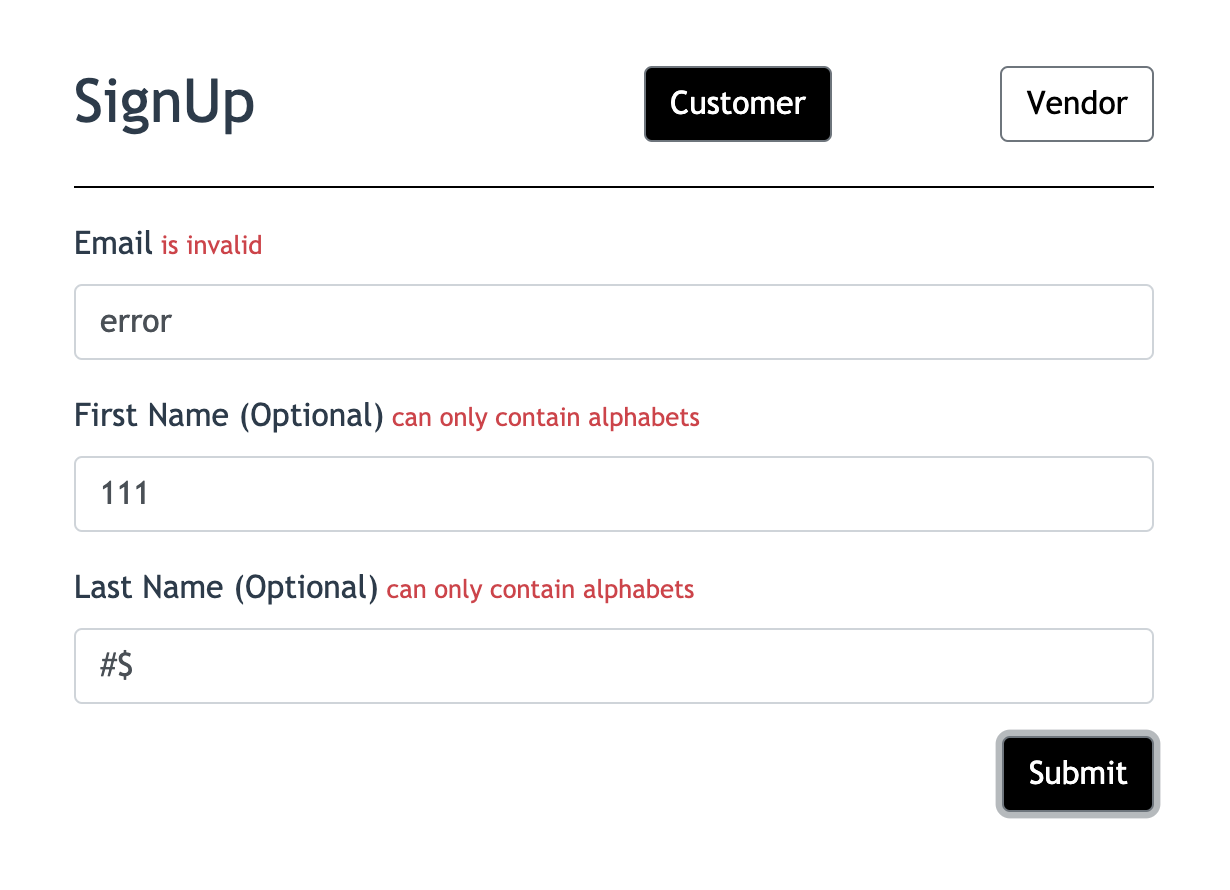 SignUp Customer Vendor
Email is invalid
error
First Name (Optional) can only contain alphabets
111
Last Name (Optional) can only contain alphabets
#$
Submit